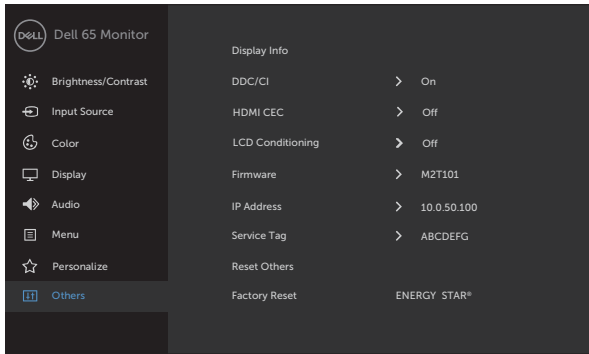 DELL Dell 65 Monitor
Brightness/Contrast
Input Source
Color
Display
Audio
Menu
Personalize
Others
Display Info
DDC/CI > On
HDMI CEC > Off
LCD Conditioning > Off
Firmware > M2T101
IP Address > 10.0.50.100
Service Tag > ABCDEFG
Reset Others
Factory Reset ENERGY STAR®